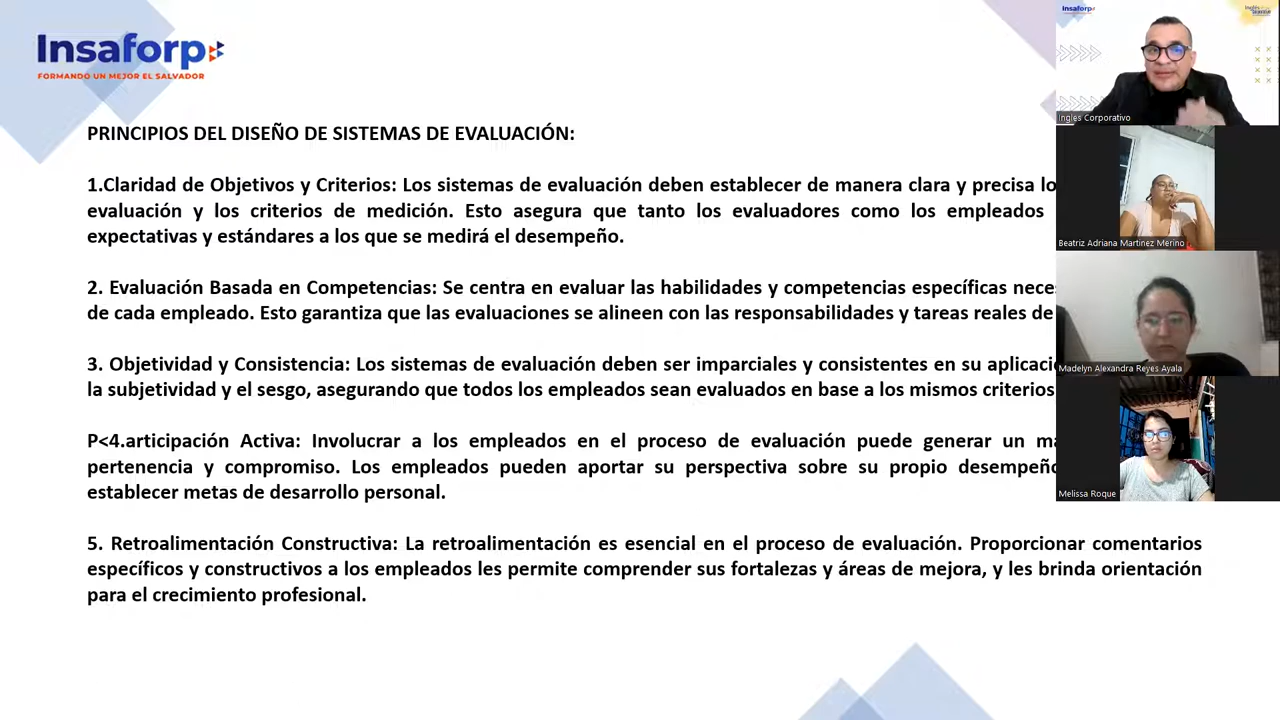 Insaforp
FORMANDO UN MEJOR EL SALVADOR
PRINCIPIOS DEL DISEÑO DE SISTEMAS DE EVALUACIÓN:
1.Claridad de Objetivos y Criterios: Los sistemas de evaluación deben establecer de manera clara y precisa lo
evaluación y los criterios de medición. Esto asegura que tanto los evaluadores como los empleados
expectativas y estándares a los que se medirá el desempeño.
2. Evaluación Basada en Competencias: Se centra en evaluar las habilidades y competencias específicas nece
de cada empleado. Esto garantiza que las evaluaciones se alineen con las responsabilidades y tareas reales de
3. Objetividad y Consistencia: Los sistemas de evaluación deben ser imparciales y consistentes en su aplicació
la subjetividad y el sesgo, asegurando que todos los empleados sean evaluados en base a los mismos criterios
P<4.articipación Activa: Involucrar a los empleados en el proceso de evaluación puede generar un ma
pertenencia y compromiso. Los empleados pueden aportar su perspectiva sobre su propio desempeño
establecer metas de desarrollo personal.
5. Retroalimentación Constructiva: La retroalimentación es esencial en el proceso de evaluación. Proporcionar comentarios
específicos y constructivos a los empleados les permite comprender sus fortalezas y áreas de mejora, y les brinda orientación
para el crecimiento profesional.
Insaforp
Ingles Corporativo
Beatriz Adriana Martinez Merino
Madelyn Alexandra Reyes Ayala
Melissa Roque